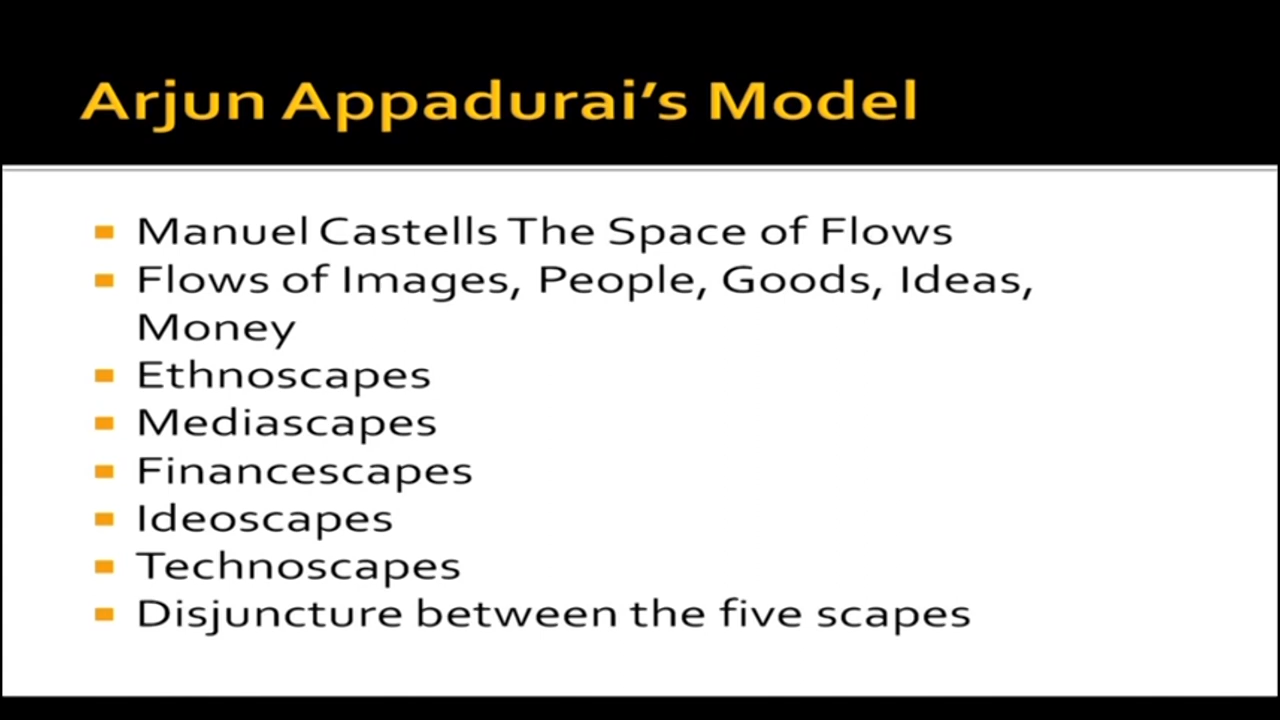 Arjun Appadurai’s Model
Manuel Castells The Space of Flows
Flows of Images, People, Goods, Ideas,
Money
Ethnoscapes
Mediascapes
Financescapes
Ideoscapes
Technoscapes
Disjuncture between the five scapes